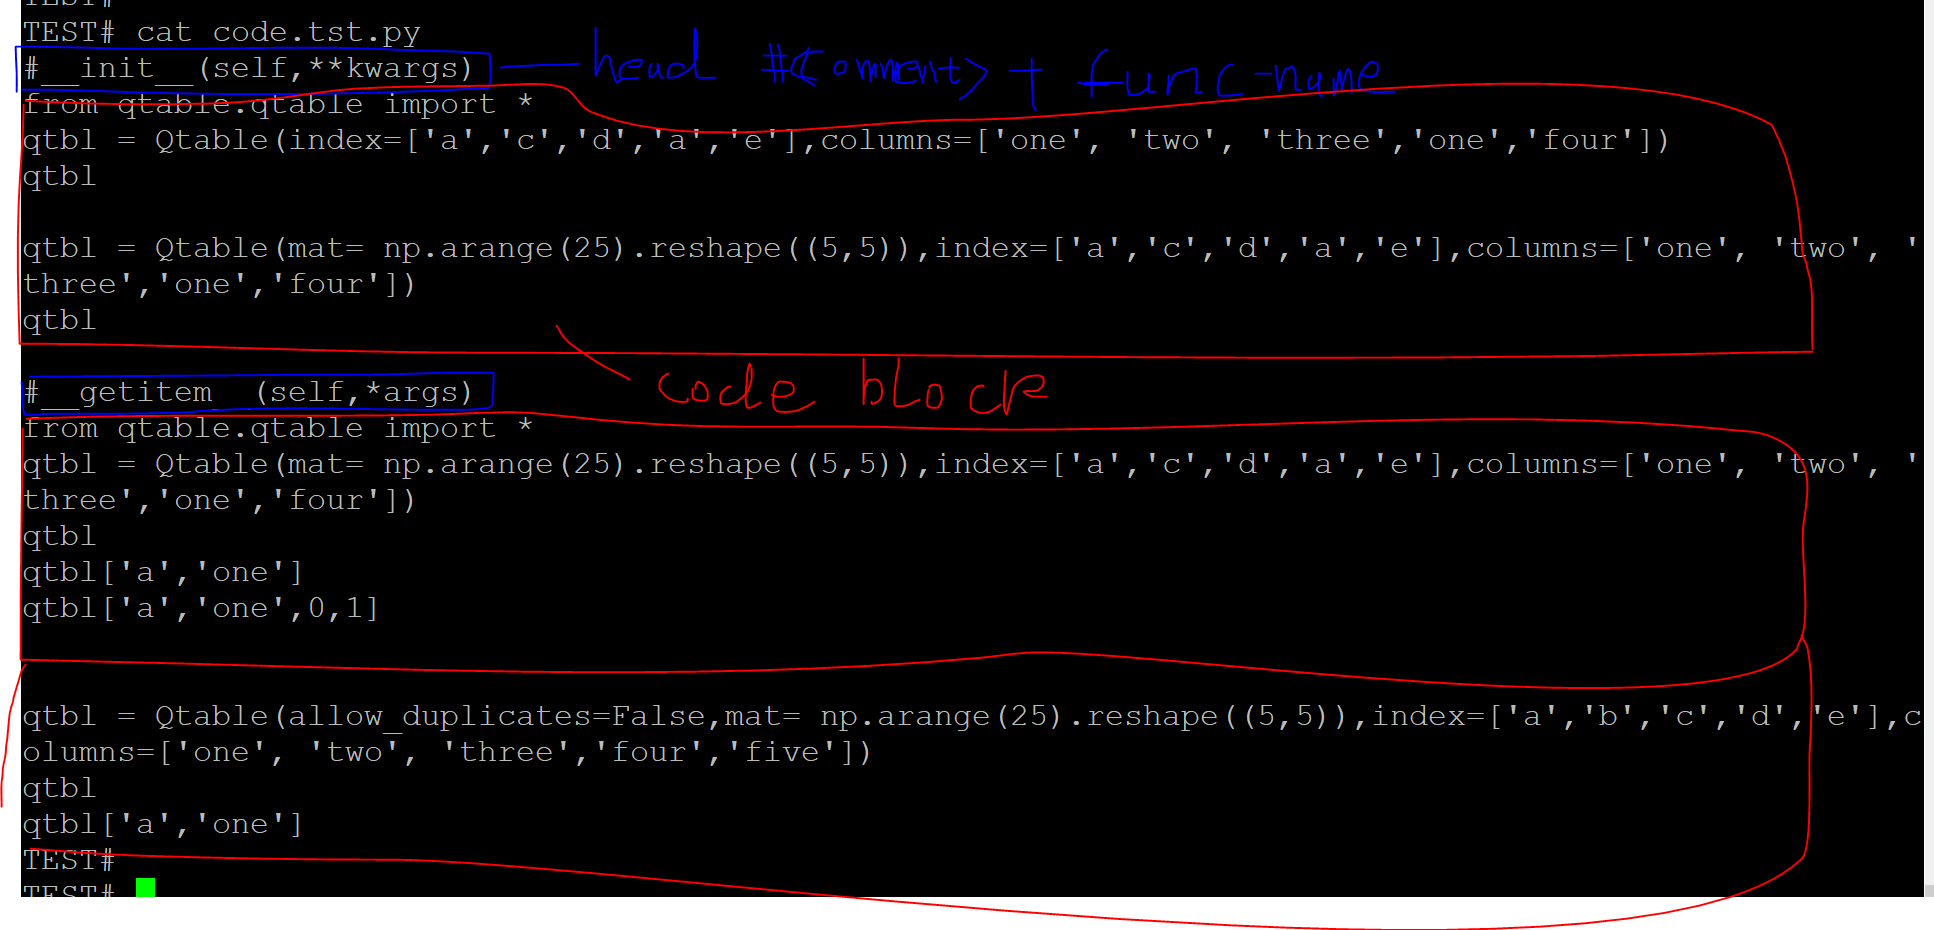 TEST#
TEST# cat code.tst.py
#__init__(self,**kwargs)
head #(comment> + func-name
from qtable.qtable import *
qtbl = Qtable(index=['a','c','d','a','e'],columns=['one', 'two', 'three','one','four'])
qtbl
qtbl = Qtable(mat= np.arange(25).reshape((5,5)),index=['a','c','d','a','e'],columns=['one', 'two', '
three','one','four'])
qtbl
code block
#__getitem__(self,*args)
from qtable.qtable import *
qtbl = Qtable(mat= np.arange(25).reshape((5,5)),index=['a','c','d','a','e'],columns=['one', 'two', '
three','one','four'])
qtbl
qtbl['a','one']
qtbl['a','one',0,1]
qtbl = Qtable(allow_duplicates=False,mat= np.arange(25).reshape((5,5)),index=['a','b','c','d','e'],c
olumns=['one', 'two', 'three','four','five'])
qtbl
qtbl['a','one']
TEST#
TEST#